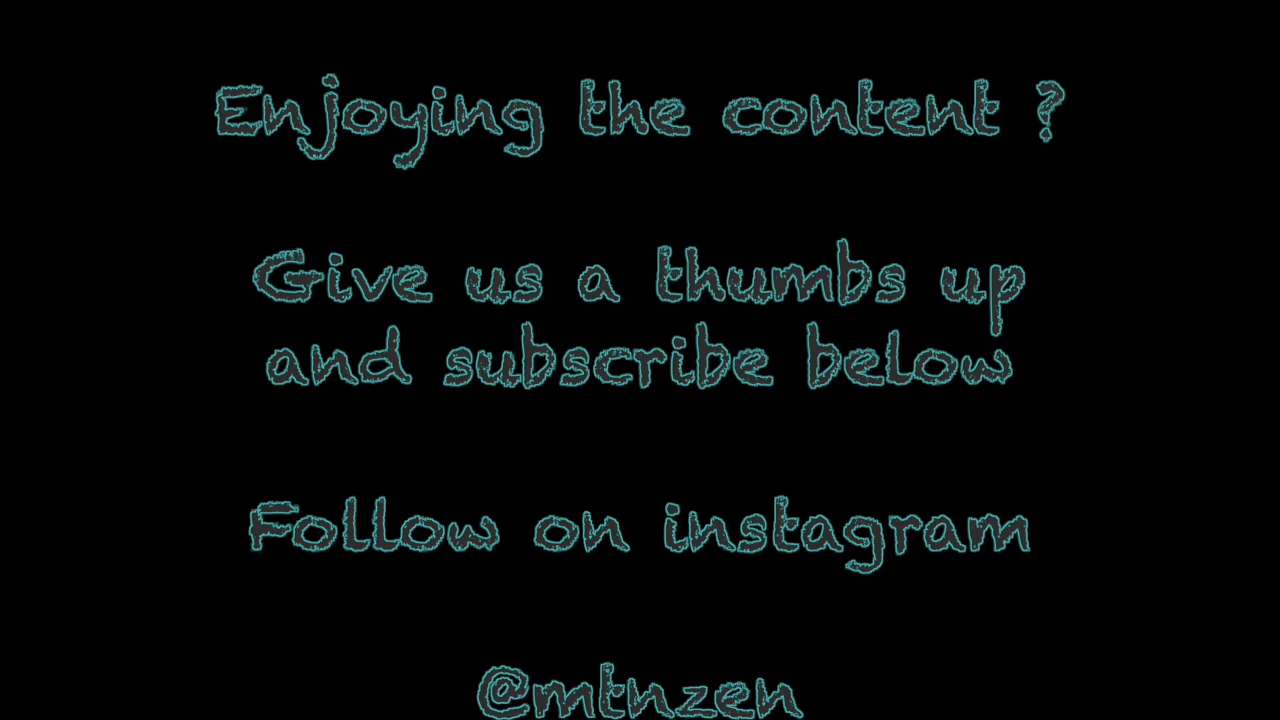 Enjoying the content ?
Give us a thumbs up
and subscribe below
Follow on instagram
@mtnzen